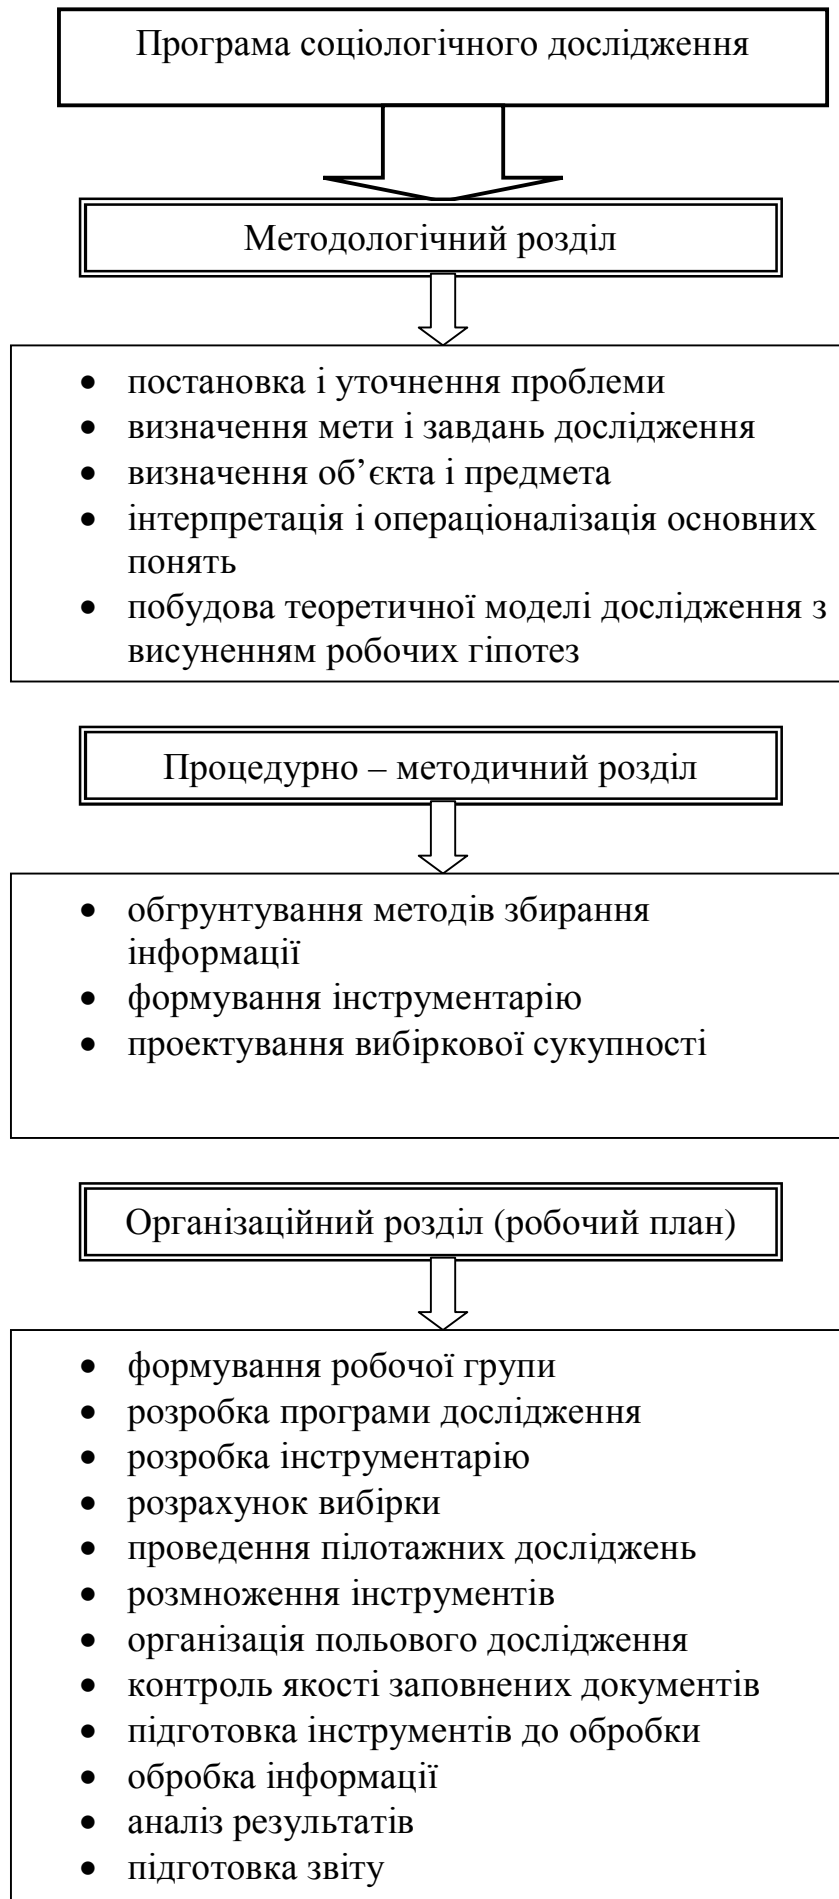 Програма соціологічного дослідження
Методологічний розділ
• постановка і уточнення проблеми
• визначення мети і завдань дослідження
• визначення об’єкта і предмета
• інтерпретація і операціоналізація основних
понять
• побудова теоретичної моделі дослідження з
висуненням робочих гіпотез
Процедурно – методичний розділ
• обгрунтування методів збирання
інформації
• формування інструментарію
• проектування вибіркової сукупності
Організаційний розділ (робочий план)
• формування робочої групи
• розробка програми дослідження
• розробка інструментарію
• розрахунок вибірки
• проведення пілотажних досліджень
• розмноження інструментів
• організація польового дослідження
• контроль якості заповнених документів
• підготовка інструментів до обробки
• обробка інформації
• аналіз результатів
• підготовка звіту